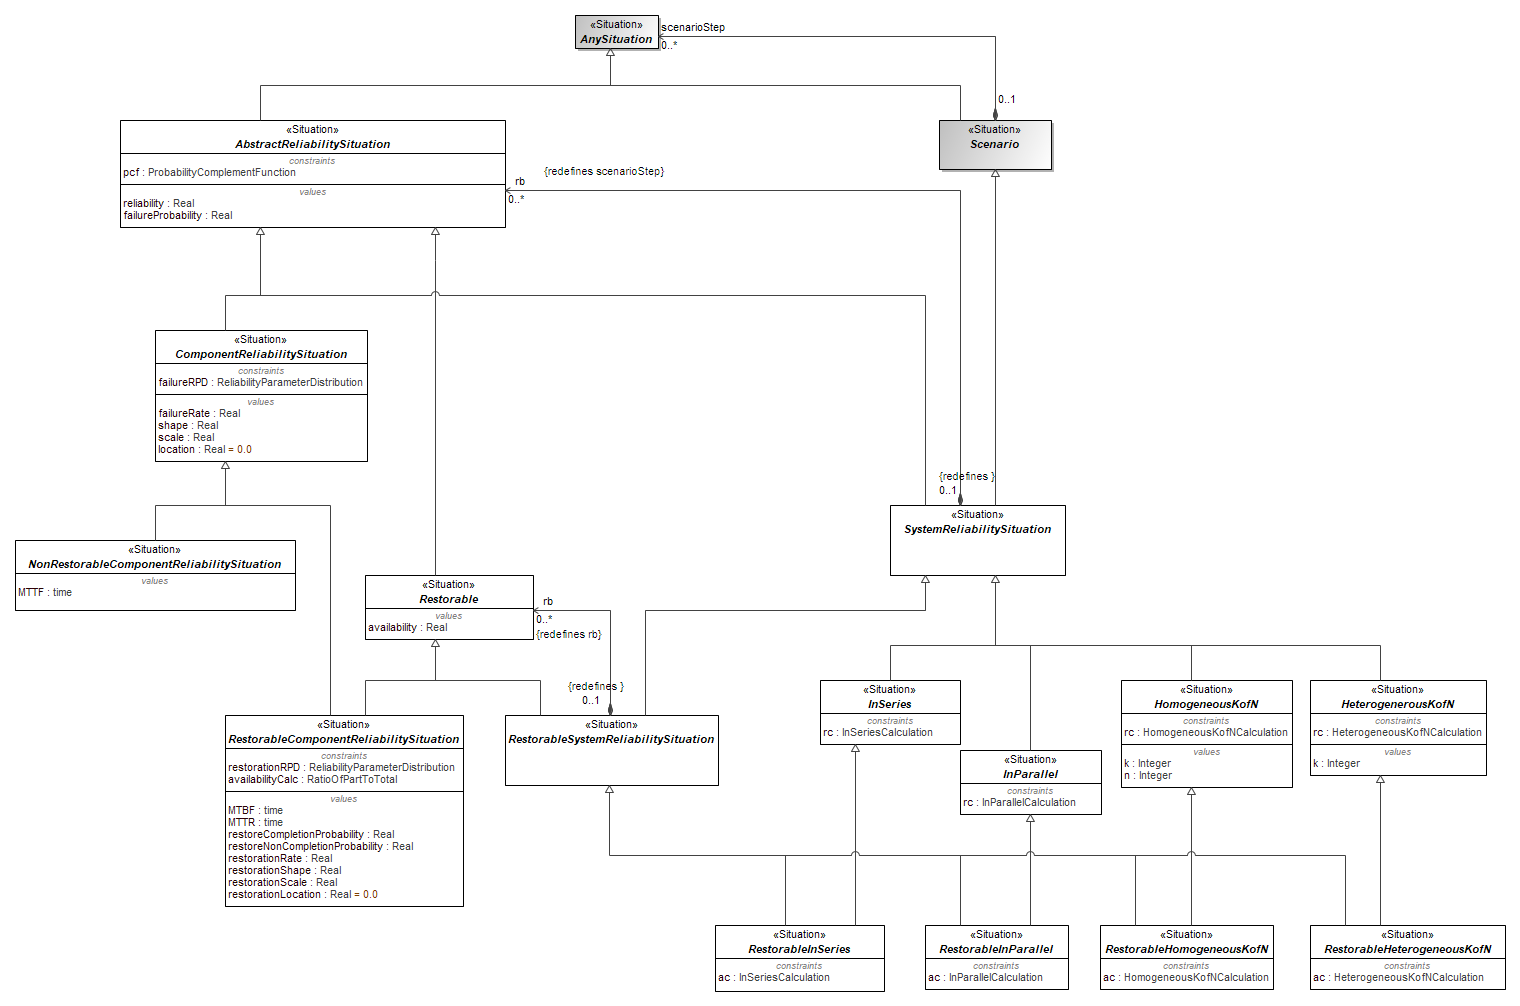 «Situation»
AnySituation
scenarioStep
0..*
0..1
«Situation»
AbstractReliabilitySituation
constraints
pcf : ProbabilityComplementFunction
values
reliability : Real
failureProbability : Real
«Situation»
Scenario
{redefines scenarioStep}
rb
0..*
«Situation»
ComponentReliabilitySituation
constraints
failureRPD : ReliabilityParameterDistribution
values
failureRate : Real
shape : Real
scale : Real
location : Real = 0.0
{redefines }
0..1
«Situation»
SystemReliabilitySituation
«Situation»
NonRestorableComponentReliabilitySituation
values
MTTF : time
«Situation»
Restorable
values
availability : Real
rb
0..*
{redefines rb}
{redefines }
0..1
«Situation»
RestorableComponentReliabilitySituation
constraints
restorationRPD : ReliabilityParameterDistribution
availabilityCalc : RatioOfPartToTotal
values
MTBF : time
MTTR : time
restoreCompletionProbability : Real
restoreNonCompletionProbability : Real
restorationRate : Real
restorationShape : Real
restorationScale : Real
restorationLocation : Real = 0.0
«Situation»
RestorableSystemReliabilitySituation
«Situation»
InSeries
constraints
rc : InSeriesCalculation
«Situation»
InParallel
constraints
rc : InParallelCalculation
«Situation»
HomogeneousKofN
constraints
rc : HomogeneousKofNCalculation
values
k : Integer
n : Integer
«Situation»
HeterogenerousKofN
constraints
rc : HeterogeneousKofNCalculation
values
k : Integer
«Situation»
RestorableInSeries
constraints
ac : InSeriesCalculation
«Situation»
RestorableInParallel
constraints
ac : InParallelCalculation
«Situation»
RestorableHomogeneousKofN
constraints
ac : HomogeneousKofNCalculation
«Situation»
RestorableHeterogeneousKofN
constraints
ac : HeterogeneousKofNCalculation